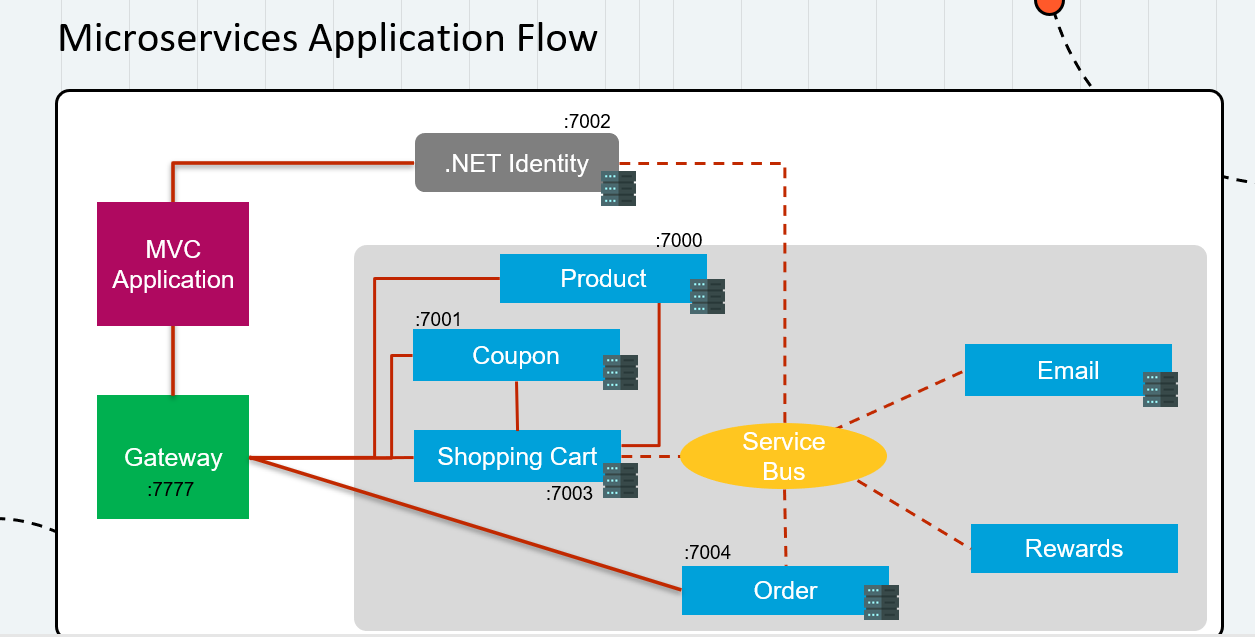 Microservices Application Flow
:7002
.NET Identity
MVC
Application
:7000
Product
:7001
Coupon
Email
Gateway
:7777
Shopping Cart
:7003
Service
Bus
Rewards
:7004
Order